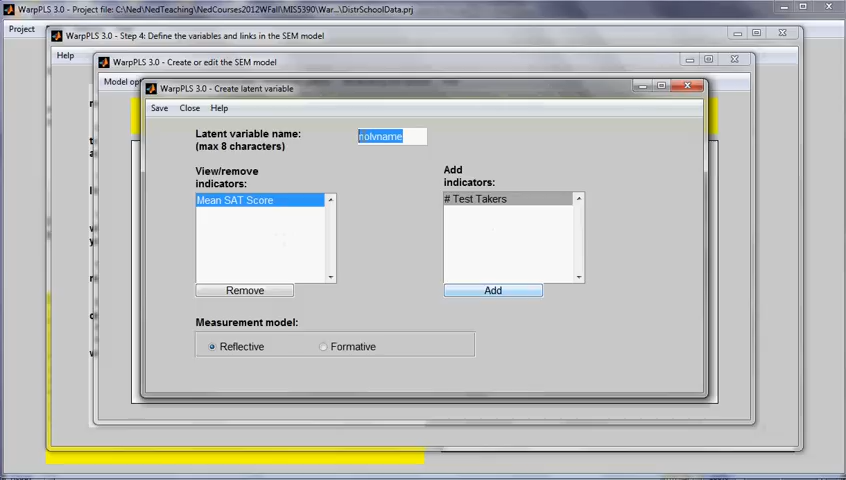 WarpPLS 3.0 - Project file: C:\Ned\NedTeaching\NedCourses2012WFall\MIS5390\War...\DistrSchoolData.prj
Project
WarpPLS 3.0 - Step 4: Define the variables and links in the SEM model
Help
WarpPLS 3.0 - Create or edit the SEM model
Model op
WarpPLS 3.0 - Create latent variable
Save Close Help
Latent variable name:
(max 8 characters)
nolvname
View/remove
indicators:
Mean SAT Score
Remove
Add
indicators:
# Test Takers
Add
Measurement model:
Reflective Formative